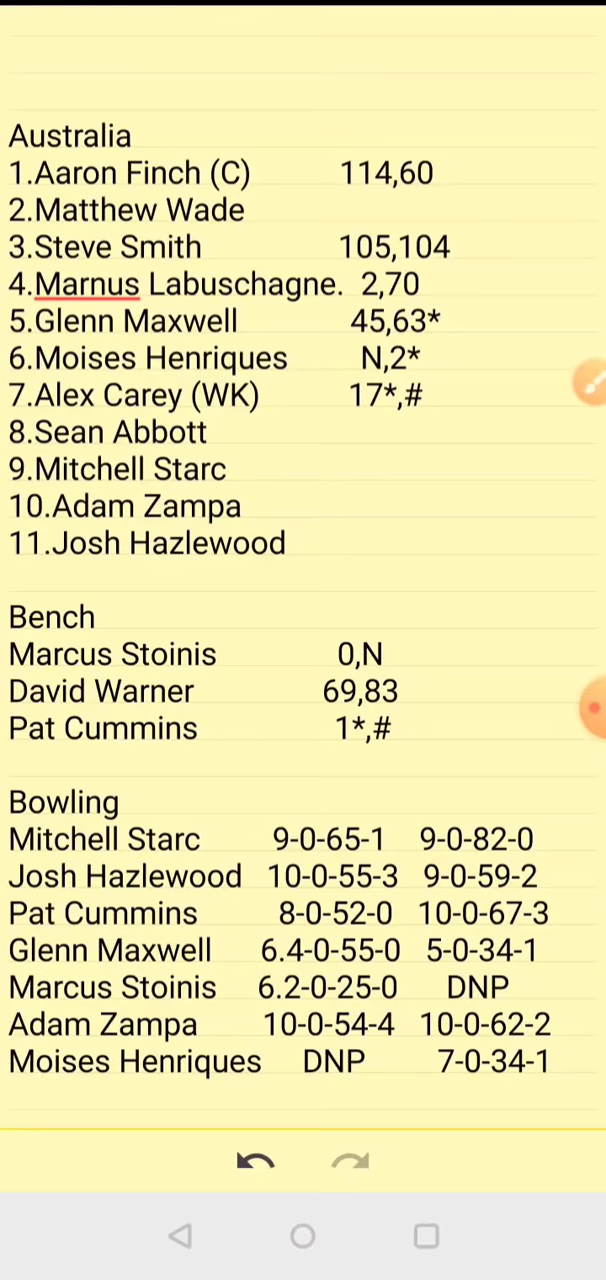 Australia
1.Aaron Finch (C) 114,60
2.Matthew Wade
3.Steve Smith 105,104
4.Marnus Labuschagne. 2,70
5.Glenn Maxwell 45,63*
6.Moises Henriques N,2*
7.Alex Carey (WK) 17*,#
8.Sean Abbott
9.Mitchell Starc
10.Adam Zampa
11.Josh Hazlewood
Bench
Marcus Stoinis 0,N
David Warner 69,83
Pat Cummins 1*,#
Bowling
Mitchell Starc 9-0-65-1 9-0-82-0
Josh Hazlewood 10-0-55-3 9-0-59-2
Pat Cummins 8-0-52-0 10-0-67-3
Glenn Maxwell 6.4-0-55-0 5-0-34-1
Marcus Stoinis 6.2-0-25-0 DNP
Adam Zampa 10-0-54-4 10-0-62-2
Moises Henriques DNP 7-0-34-1